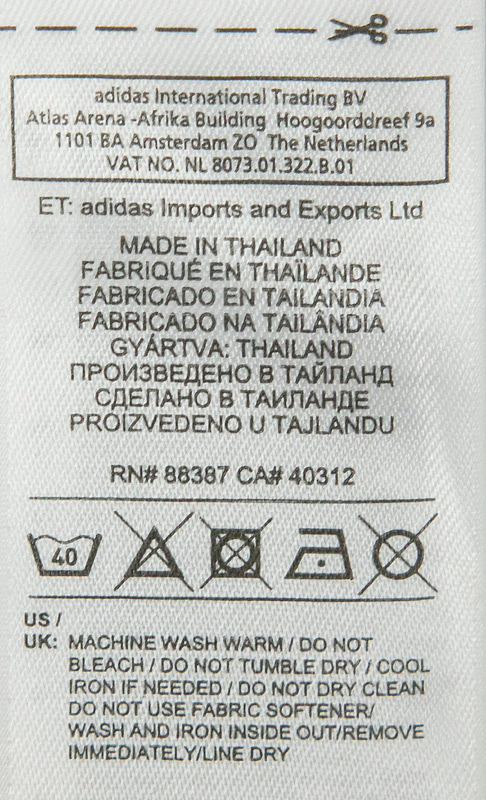 adidas International Trading BV
Atlas Arena -Afrika Building Hoogoorddreef 9a
1101 BA Amsterdam ZO The Netherlands
VAT NO. NL 8073.01.322.B.01
ET: adidas Imports and Exports Ltd
MADE IN THAILAND
FABRIQUÉ EN THAÏLANDE
FABRICADO EN TAILANDIA
FABRICADO NA TAILÂNDIA
GYÁRTVA: THAILAND
ПРОИЗВЕДЕНО В ТАЙЛАНД
СДЕЛАНО В ТАИЛАНДЕ
PROIZVEDENO U TAJLANDU
RN# 88387 CA# 40312
40
US /
UK: MACHINE WASH WARM / DO NOT
BLEACH / DO NOT TUMBLE DRY / COOL
IRON IF NEEDED / DO NOT DRY CLEAN
DO NOT USE FABRIC SOFTENER/
WASH AND IRON INSIDE OUT/REMOVE
IMMEDIATELY/LINE DRY